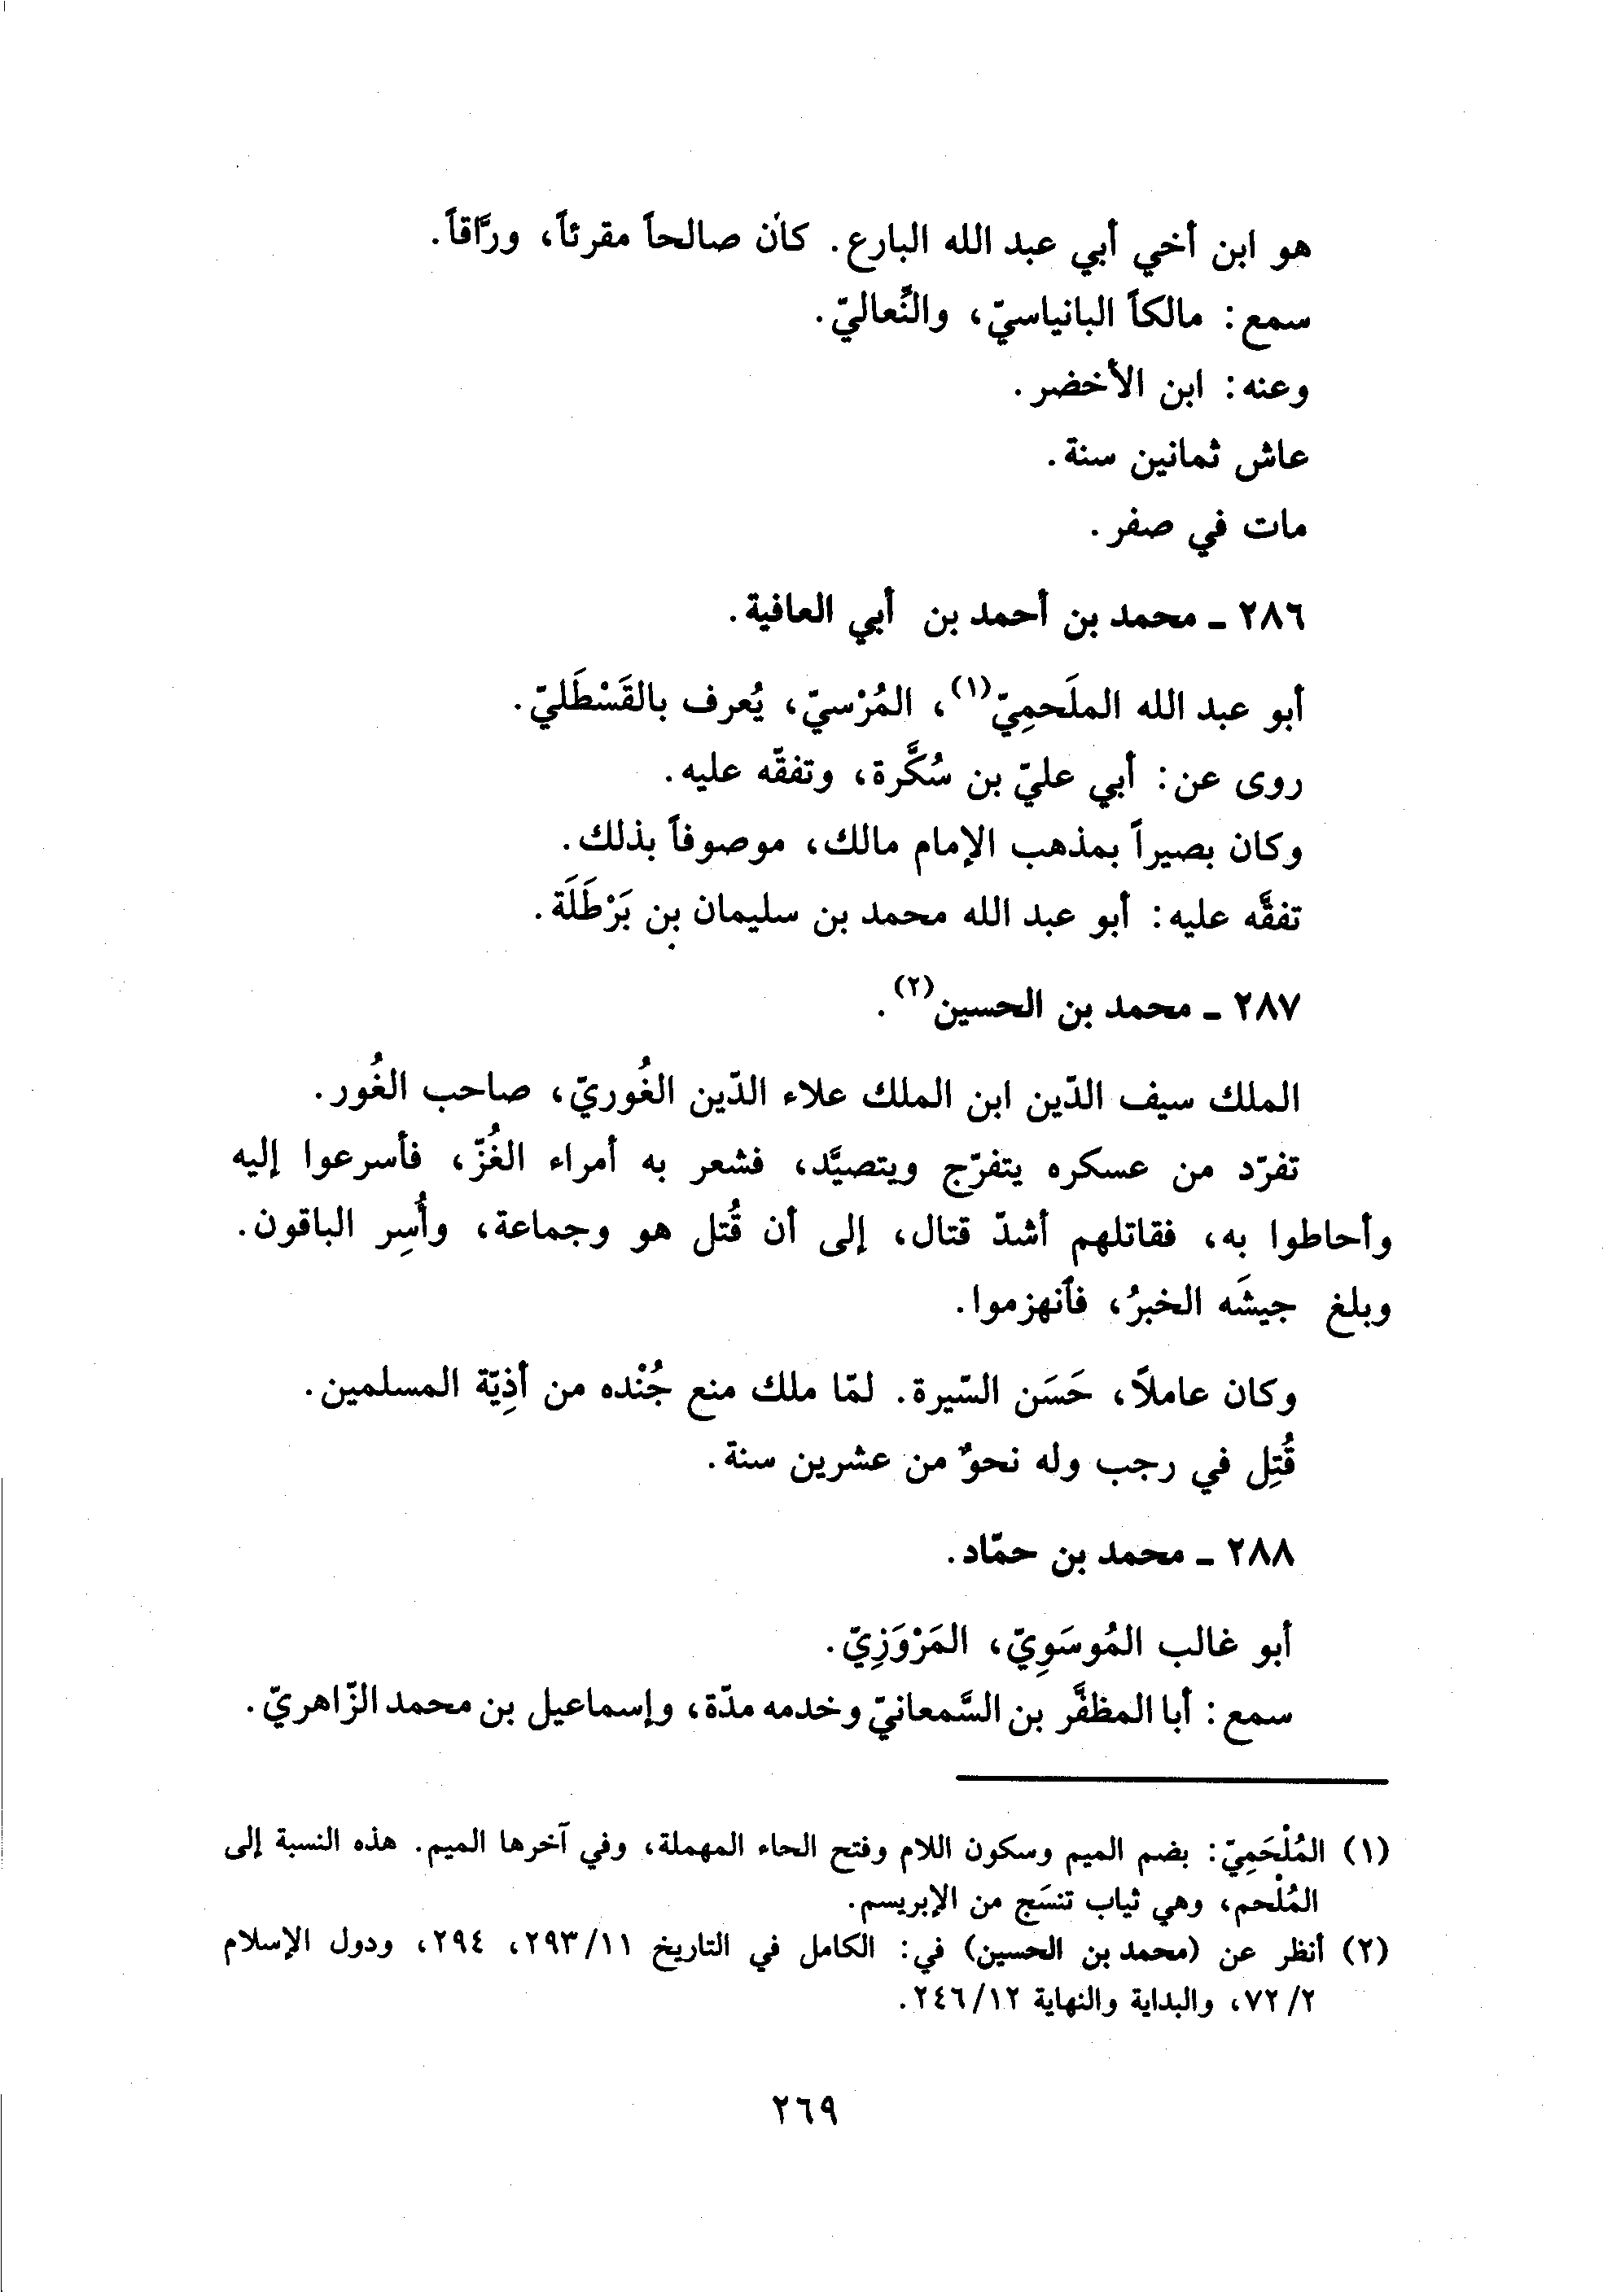 هو ابن أخي أبي عبد الله البارع. كان صالحاً مقرئاً، ورَّاقاً.
سمع: مالكاً البانياسيّ، والنِّعاليّ.
وعنه: ابن الأخضر.
عاش ثمانين سنة.
مات في صفر.
٢٨٦ ـ محمد بن أحمد بن أبي العافية.
أبو عبد الله الملَحمِيّ(١)، المُرْسيّ، يُعرف بالقَسْطَليّ.
روى عن: أبي عليّ بن سُكَّرة، وتفقّه عليه.
وكان بصيراً بمذهب الإمام مالك، موصوفاً بذلك.
تفقَّه عليه: أبو عبد الله محمد بن سليمان بن بَرْطَلَة.
٢٨٧ ـ محمد بن الحسين(٢).
الملك سيف الدّين ابن الملك علاء الدّين الغُوريّ، صاحب الغُور.
تفرّد من عسكره يتفرّج ويتصيَّد، فشعر به أمراء الغُزّ، فأسرعوا إليه
وأحاطوا به، فقاتلهم أشدّ قتال، إلى أن قُتل هو وجماعة، وأُسِر الباقون.
وبلغ جيشَه الخبرُ، فٱنهزموا.
وكان عاملاً، حَسَن السّيرة. لمّا ملك منع جُنْده من أذِيّة المسلمين.
قُتِل في رجب وله نحوٌ من عشرين سنة.
٢٨٨ ـ محمد بن حمّاد.
أبو غالب المُوسَوِيّ، المَرْوَزِيّ.
سمع: أبا المظفَّر بن السَّمعانيّ وخدمه مدّة، وإسماعيل بن محمد الزّاهريّ.
(١) المُلْحَمِيّ: بضم الميم وسكون اللام وفتح الحاء المهملة، وفي آخرها الميم. هذه النسبة إلى
المُلْحم، وهي ثياب تنسَج من الإبريسم.
(٢) أنظر عن (محمد بن الحسين) في: الكامل في التاريخ ٢٩٣/١١، ٢٩٤، ودول الإسلام
٧٢/٢، والبداية والنهاية ٢٤٦/١٢.
٢٦٩